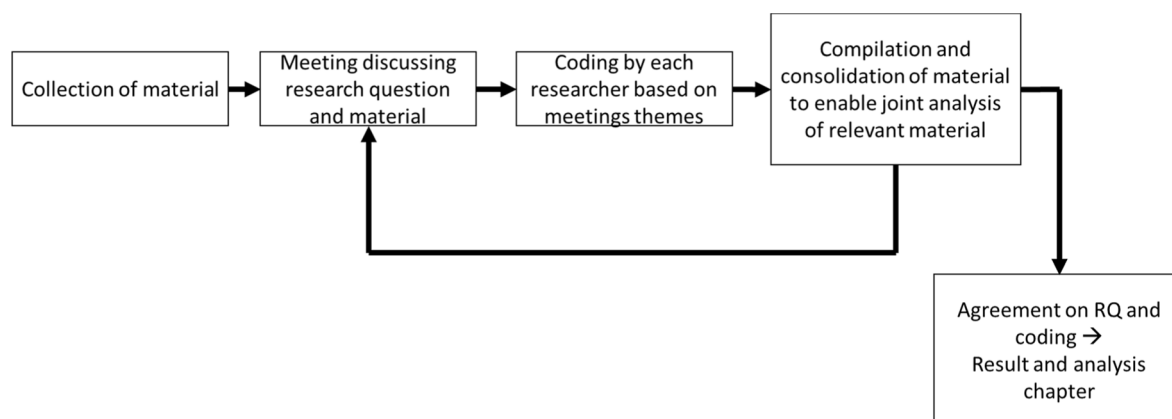 Collection of material
Meeting discussing
research question
and material
Coding by each
researcher based on
meetings themes
Compilation and
consolidation of material
to enable joint analysis
of relevant material
Agreement on RQ and
coding →
Result and analysis
chapter